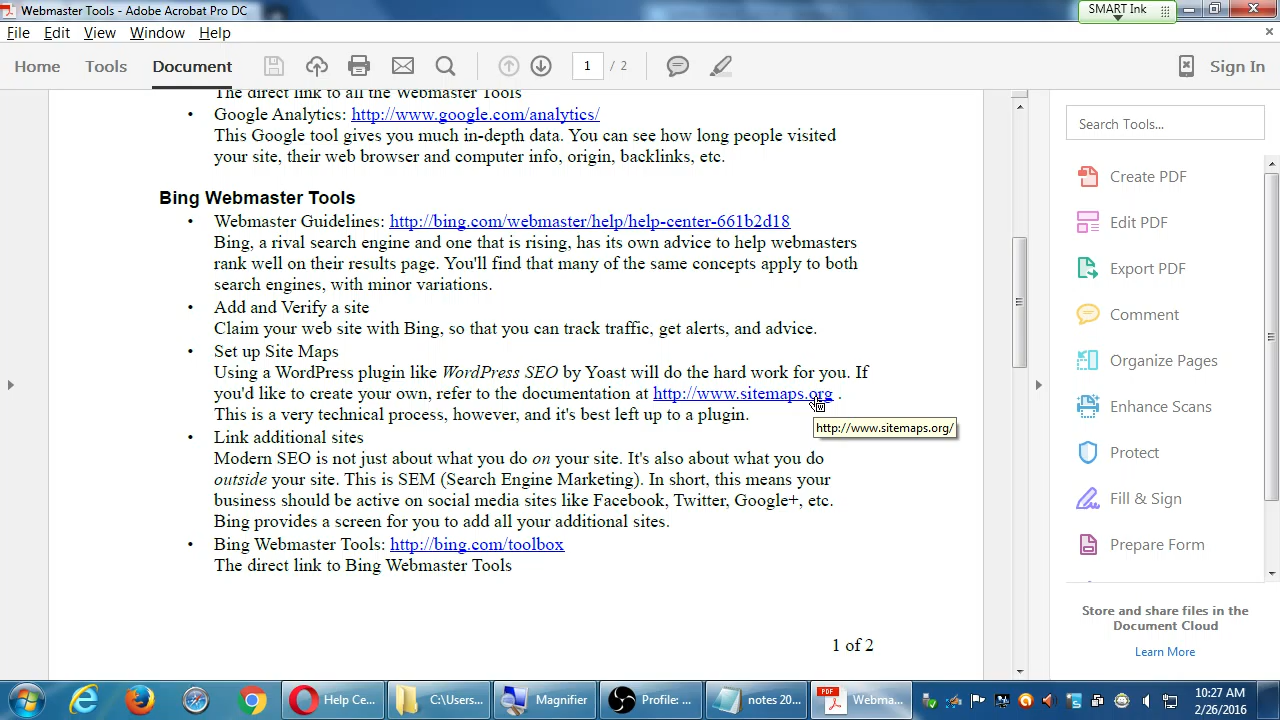 Webmaster Tools - Adobe Acrobat Pro DC
SMART Ink
File Edit View Window Help
Home Tools Document 1 / 2 Sign In
The direct link to all the Webmaster Tools
• Google Analytics: http://www.google.com/analytics/
This Google tool gives you much in-depth data. You can see how long people visited
your site, their web browser and computer info, origin, backlinks, etc.
Bing Webmaster Tools
• Webmaster Guidelines: http://bing.com/webmaster/help/help-center-661b2d18
Bing, a rival search engine and one that is rising, has its own advice to help webmasters
rank well on their results page. You'll find that many of the same concepts apply to both
search engines, with minor variations.
• Add and Verify a site
Claim your web site with Bing, so that you can track traffic, get alerts, and advice.
• Set up Site Maps
Using a WordPress plugin like WordPress SEO by Yoast will do the hard work for you. If
you'd like to create your own, refer to the documentation at http://www.sitemaps.org .
This is a very technical process, however, and it's best left up to a plugin.
http://www.sitemaps.org/
• Link additional sites
Modern SEO is not just about what you do on your site. It's also about what you do
outside your site. This is SEM (Search Engine Marketing). In short, this means your
business should be active on social media sites like Facebook, Twitter, Google+, etc.
Bing provides a screen for you to add all your additional sites.
• Bing Webmaster Tools: http://bing.com/toolbox
The direct link to Bing Webmaster Tools
1 of 2
Search Tools...
Create PDF
Edit PDF
Export PDF
Comment
Organize Pages
Enhance Scans
Protect
Fill & Sign
Prepare Form
Store and share files in the
Document Cloud
Learn More
Help Ce...
C:\Users...
Magnifier
Profile: ...
notes 20...
PDF
Webma...
10:27 AM
2/26/2016